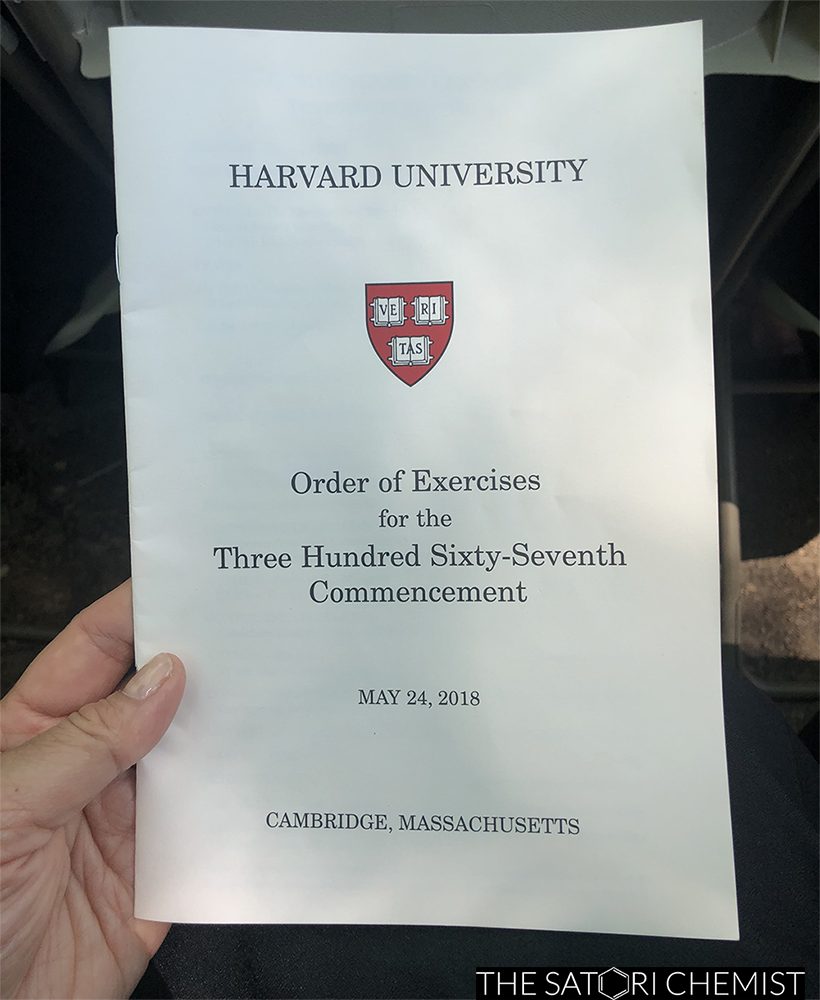 HARVARD UNIVERSITY
VE RI
TAS
Order of Exercises
for the
Three Hundred Sixty-Seventh
Commencement
MAY 24, 2018
CAMBRIDGE, MASSACHUSETTS
THE SATORI CHEMIST